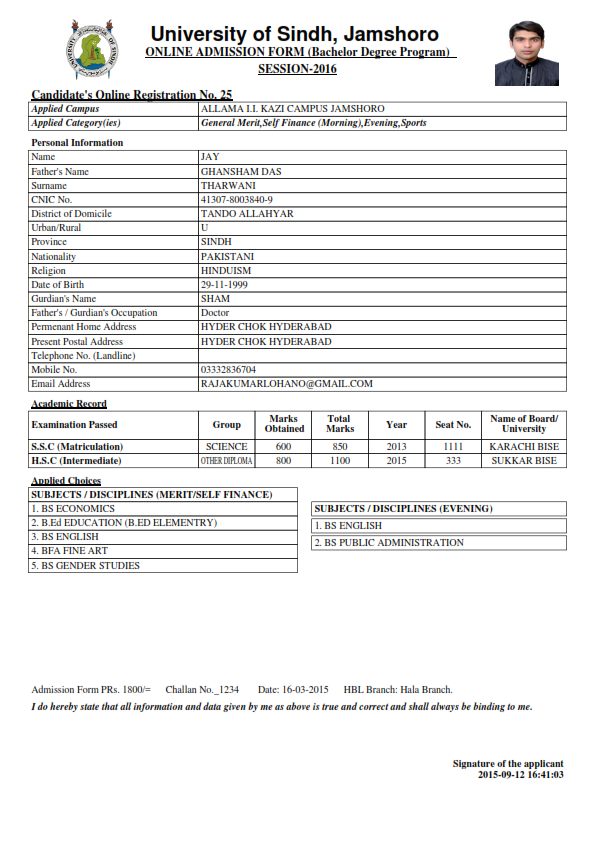 UNIVERSITY OF SINDH
University of Sindh, Jamshoro
ONLINE ADMISSION FORM (Bachelor Degree Program)
SESSION-2016
Candidate's Online Registration No. 25
Applied Campus ALLAMA I.I. KAZI CAMPUS JAMSHORO
Applied Category(ies) General Merit,Self Finance (Morning),Evening,Sports
Personal Information
Name JAY
Father's Name GHANSHAM DAS
Surname THARWANI
CNIC No. 41307-8003840-9
District of Domicile TANDO ALLAHYAR
Urban/Rural U
Province SINDH
Nationality PAKISTANI
Religion HINDUISM
Date of Birth 29-11-1999
Gurdian's Name SHAM
Father's / Gurdian's Occupation Doctor
Permenant Home Address HYDER CHOK HYDERABAD
Present Postal Address HYDER CHOK HYDERABAD
Telephone No. (Landline)
Mobile No. 03332836704
Email Address RAJAKUMARLOHANO@GMAIL.COM
Academic Record
Examination Passed Group Marks Obtained Total Marks Year Seat No. Name of Board/ University
S.S.C (Matriculation) SCIENCE 600 850 2013 1111 KARACHI BISE
H.S.C (Intermediate) OTHER DIPLOMA 800 1100 2015 333 SUKKAR BISE
Applied Choices
SUBJECTS / DISCIPLINES (MERIT/SELF FINANCE)
1. BS ECONOMICS
2. B.Ed EDUCATION (B.ED ELEMENTRY)
3. BS ENGLISH
4. BFA FINE ART
5. BS GENDER STUDIES
SUBJECTS / DISCIPLINES (EVENING)
1. BS ENGLISH
2. BS PUBLIC ADMINISTRATION
Admission Form PRs. 1800/= Challan No._1234 Date: 16-03-2015 HBL Branch: Hala Branch.
I do hereby state that all information and data given by me as above is true and correct and shall always be binding to me.
Signature of the applicant
2015-09-12 16:41:03